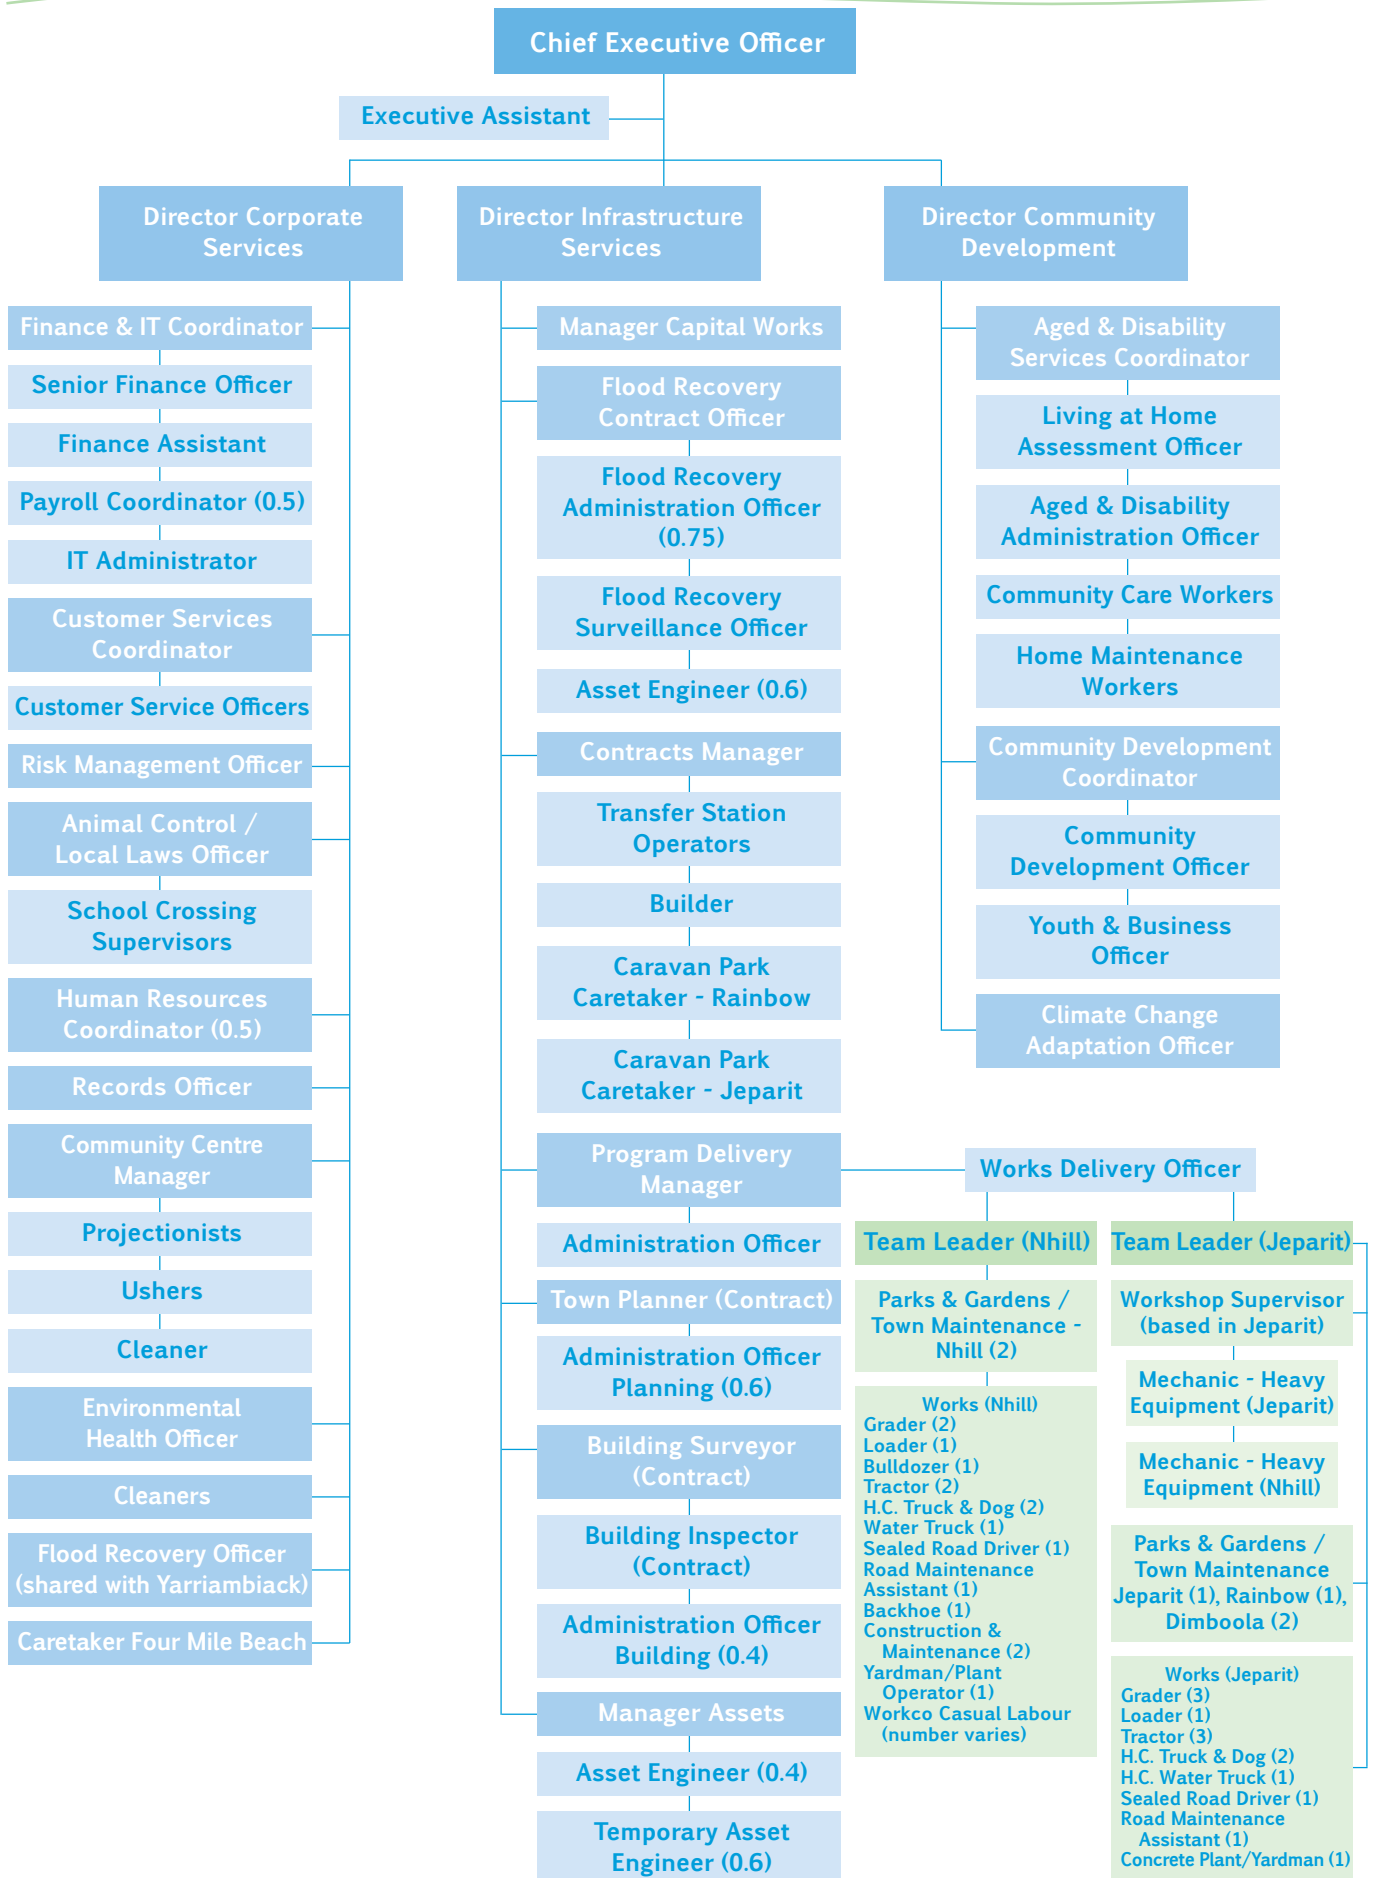 Chief Executive Officer
Executive Assistant
Director Corporate
Services
Finance & IT Coordinator
Senior Finance Officer
Finance Assistant
Payroll Coordinator (0.5)
IT Administrator
Customer Services
Coordinator
Customer Service Officers
Risk Management Officer
Animal Control /
Local Laws Officer
School Crossing
Supervisors
Human Resources
Coordinator (0.5)
Records Officer
Community Centre
Manager
Projectionists
Ushers
Cleaner
Environmental
Health Officer
Cleaners
Flood Recovery Officer
(shared with Yarriambiack)
Caretaker Four Mile Beach
Director Infrastructure
Services
Manager Capital Works
Flood Recovery
Contract Officer
Flood Recovery
Administration Officer
(0.75)
Flood Recovery
Surveillance Officer
Asset Engineer (0.6)
Contracts Manager
Transfer Station
Operators
Builder
Caravan Park
Caretaker - Rainbow
Caravan Park
Caretaker - Jeparit
Program Delivery
Manager
Administration Officer
Town Planner (Contract)
Administration Officer
Planning (0.6)
Building Surveyor
(Contract)
Building Inspector
(Contract)
Administration Officer
Building (0.4)
Manager Assets
Asset Engineer (0.4)
Temporary Asset
Engineer (0.6)
Director Community
Development
Aged & Disability
Services Coordinator
Living at Home
Assessment Officer
Aged & Disability
Administration Officer
Community Care Workers
Home Maintenance
Workers
Community Development
Coordinator
Community
Development Officer
Youth & Business
Officer
Climate Change
Adaptation Officer
Works Delivery Officer
Team Leader (Nhill)
Parks & Gardens /
Town Maintenance -
Nhill (2)
Works (Nhill)
Grader (2)
Loader (1)
Bulldozer (1)
Tractor (2)
H.C. Truck & Dog (2)
Water Truck (1)
Sealed Road Driver (1)
Road Maintenance
Assistant (1)
Backhoe (1)
Construction &
Maintenance (2)
Yardman/Plant
Operator (1)
Workco Casual Labour
(number varies)
Team Leader (Jeparit)
Workshop Supervisor
(based in Jeparit)
Mechanic - Heavy
Equipment (Jeparit)
Mechanic - Heavy
Equipment (Nhill)
Parks & Gardens /
Town Maintenance
Jeparit (1), Rainbow (1),
Dimboola (2)
Works (Jeparit)
Grader (3)
Loader (1)
Tractor (3)
H.C. Truck & Dog (2)
H.C. Water Truck (1)
Sealed Road Driver (1)
Road Maintenance
Assistant (1)
Concrete Plant/Yardman (1)